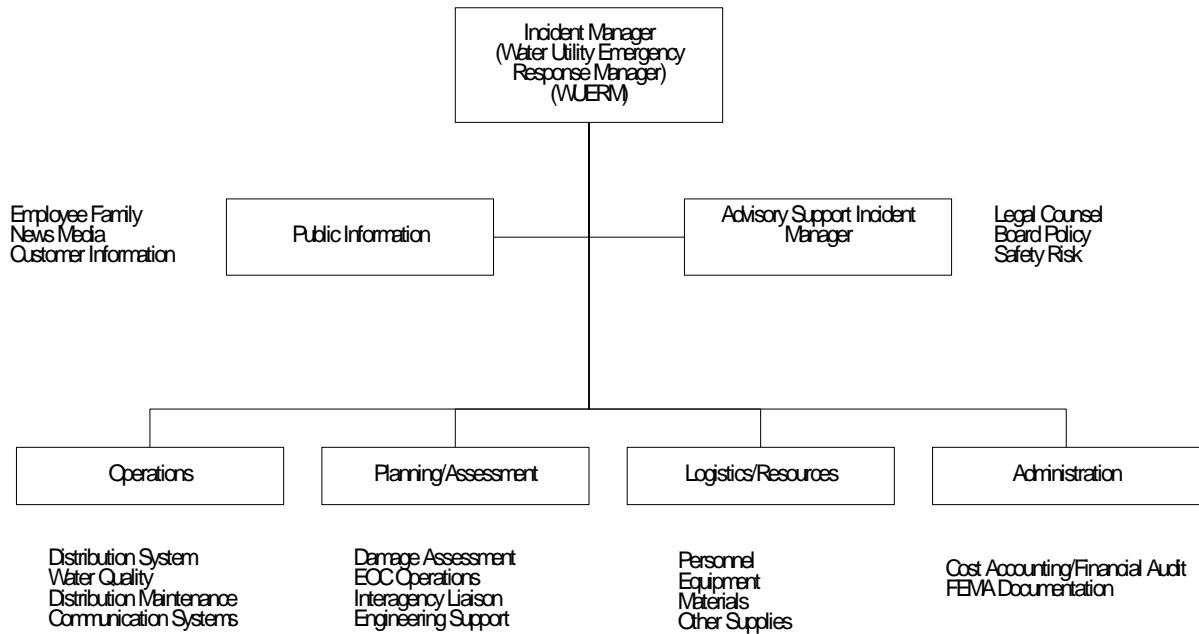 Incident Manager
(Water Utility Emergency
Response Manager)
(WUERM)
Employee Family
News Media
Customer Information
Public Information
Advisory Support Incident
Manager
Legal Counsel
Board Policy
Safety Risk
Operations
Planning/Assessment
Logistics/Resources
Administration
Distribution System
Water Quality
Distribution Maintenance
Communication Systems
Damage Assessment
EOC Operations
Interagency Liaison
Engineering Support
Personnel
Equipment
Materials
Other Supplies
Cost Accounting/Financial Audit
FEMA Documentation